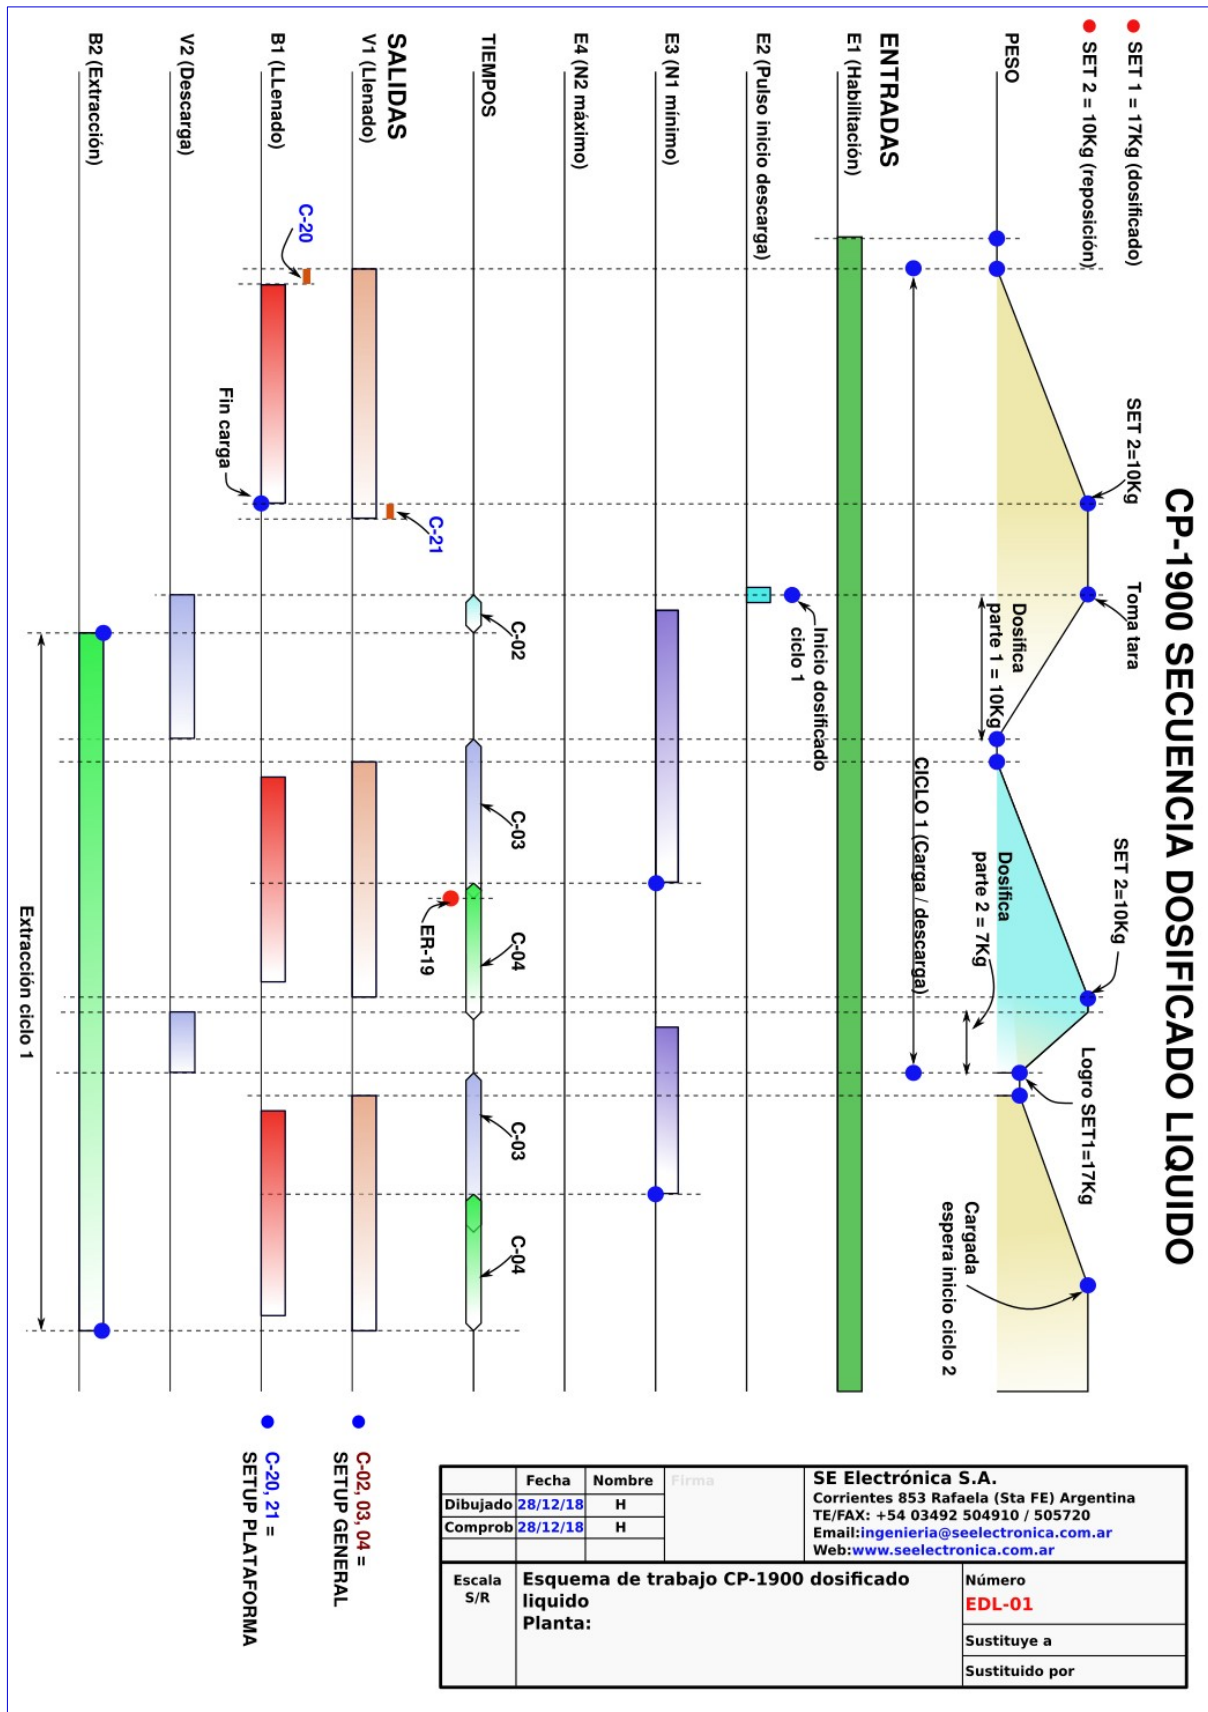 CP-1900 SECUENCIA DOSIFICADO LIQUIDO
SET 1 = 17Kg (dosificado)
SET 2 = 10Kg (reposición)
SET 2=10Kg
Toma tara
SET 2=10Kg
Logro SET1=17Kg
Dosifica
parte 1 = 10Kg
Dosifica
parte 2 = 7Kg
Cargada
espera inicio ciclo 2
PESO
CICLO 1 (Carga / descarga)
ENTRADAS
E1 (Habilitación)
Inicio dosificado
ciclo 1
E2 (Pulso inicio descarga)
E3 (N1 mínimo)
E4 (N2 máximo)
TIEMPOS
C-02
C-03
C-04
C-03
C-04
ER-19
SALIDAS
C-21
V1 (Llenado)
C-20
B1 (LLenado)
Fin carga
V2 (Descarga)
B2 (Extracción)
Extracción ciclo 1
C-02, 03, 04 =
SETUP GENERAL
C-20, 21 =
SETUP PLATAFORMA
Fecha Nombre Firma
Dibujado 28/12/18 H
Comprob 28/12/18 H
SE Electrónica S.A.
Corrientes 853 Rafaela (Sta FE) Argentina
TE/FAX: +54 03492 504910 / 505720
Email:ingenieria@seelectronica.com.ar
Web:www.seelectronica.com.ar
Escala
S/R
Esquema de trabajo CP-1900 dosificado
liquido
Planta:
Número
EDL-01
Sustituye a
Sustituido por